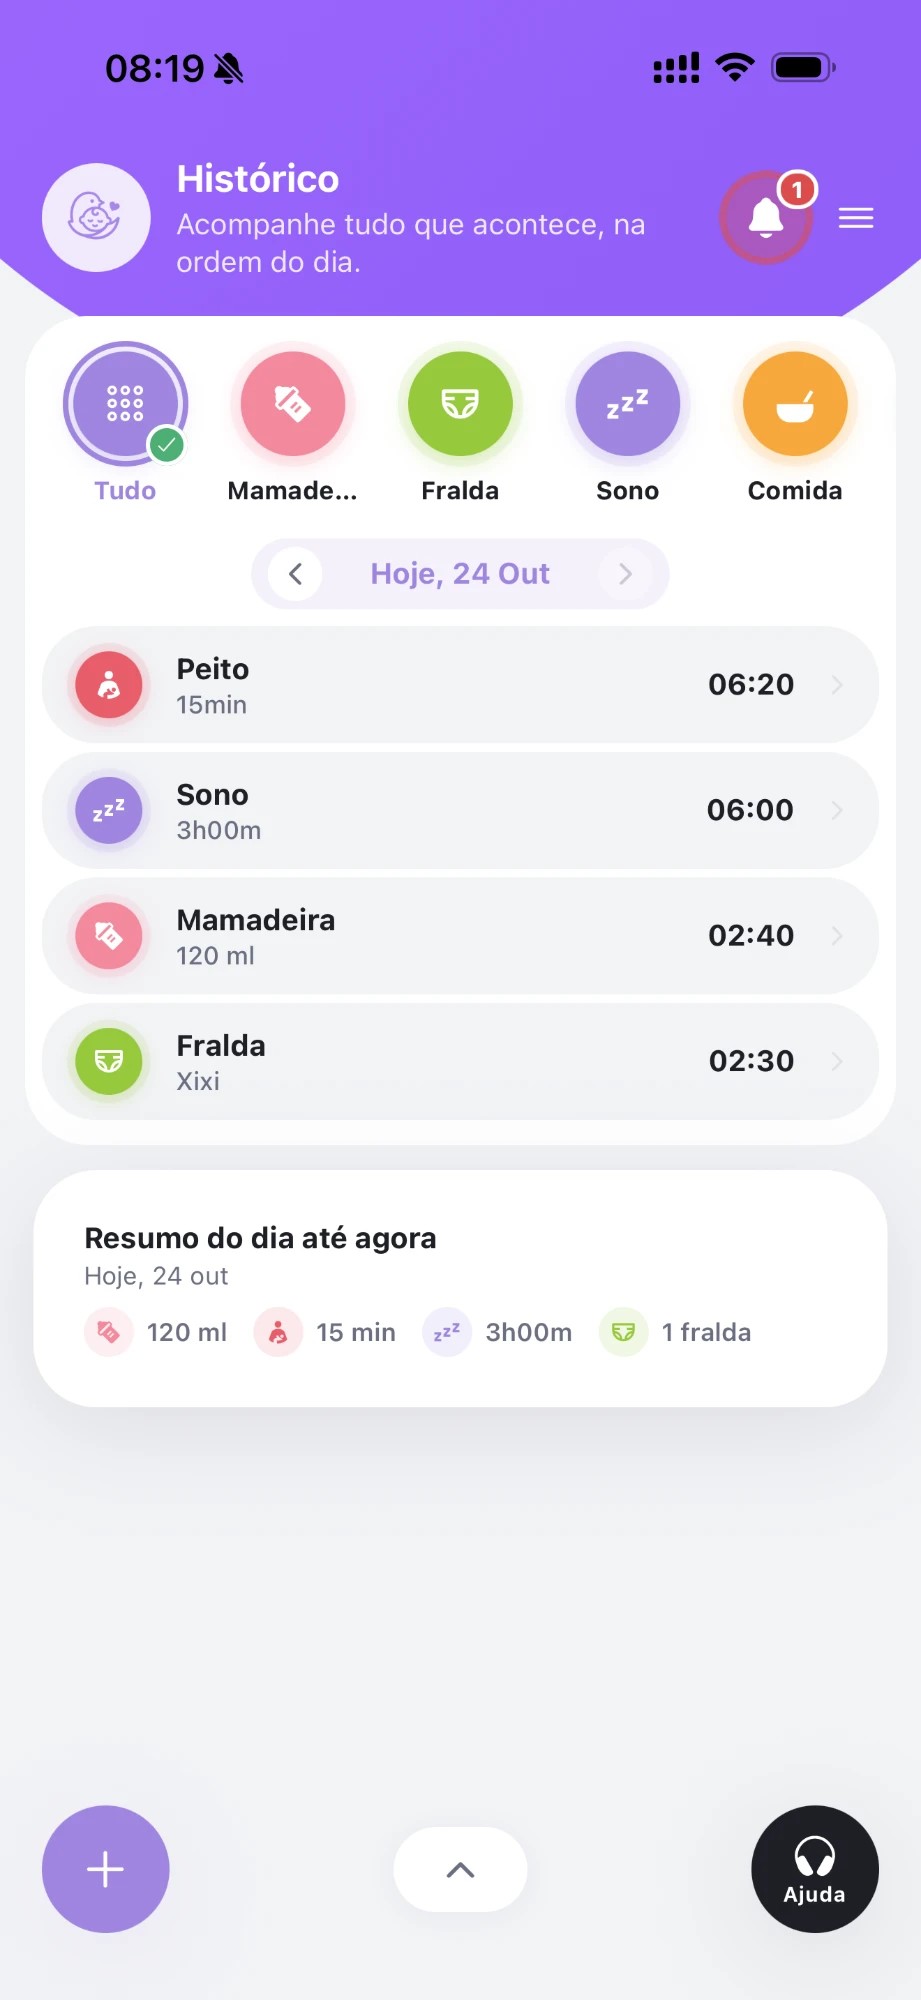 08:19
Histórico
Acompanhe tudo que acontece, na
ordem do dia.
1
Tudo
Mamade...
Fralda
Sono
Comida
Hoje, 24 Out
Peito
15min
06:20
Sono
3h00m
06:00
Mamadeira
120 ml
02:40
Fralda
Xixi
02:30
Resumo do dia até agora
Hoje, 24 out
120 ml 15 min 3h00m 1 fralda
Ajuda